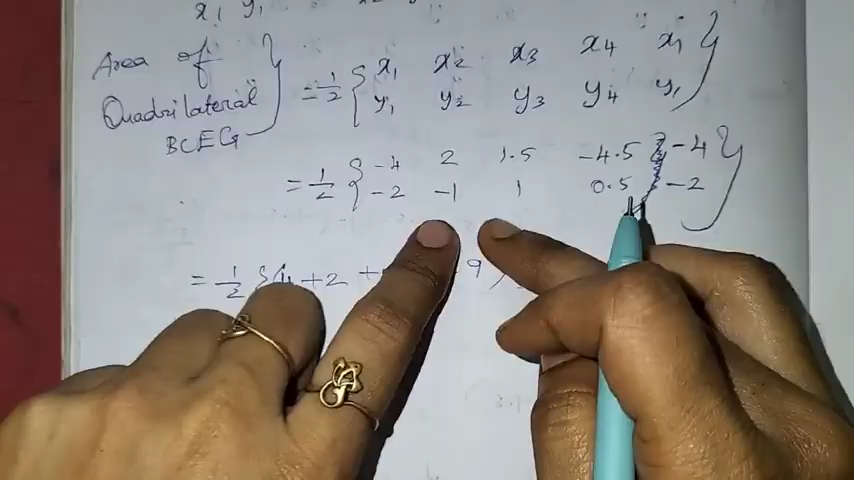 x₁ y₁
Area of
Quadrilateral
BCEG
= 1/2 { x₁ x₂ x₃ x₄ x₁
y₁ y₂ y₃ y₄ y₁ }
= 1/2 { -4 2 1.5 -4.5 -4
-2 -1 1 0.5 -2 }
= 1/2 {(4 + 2 + 9)